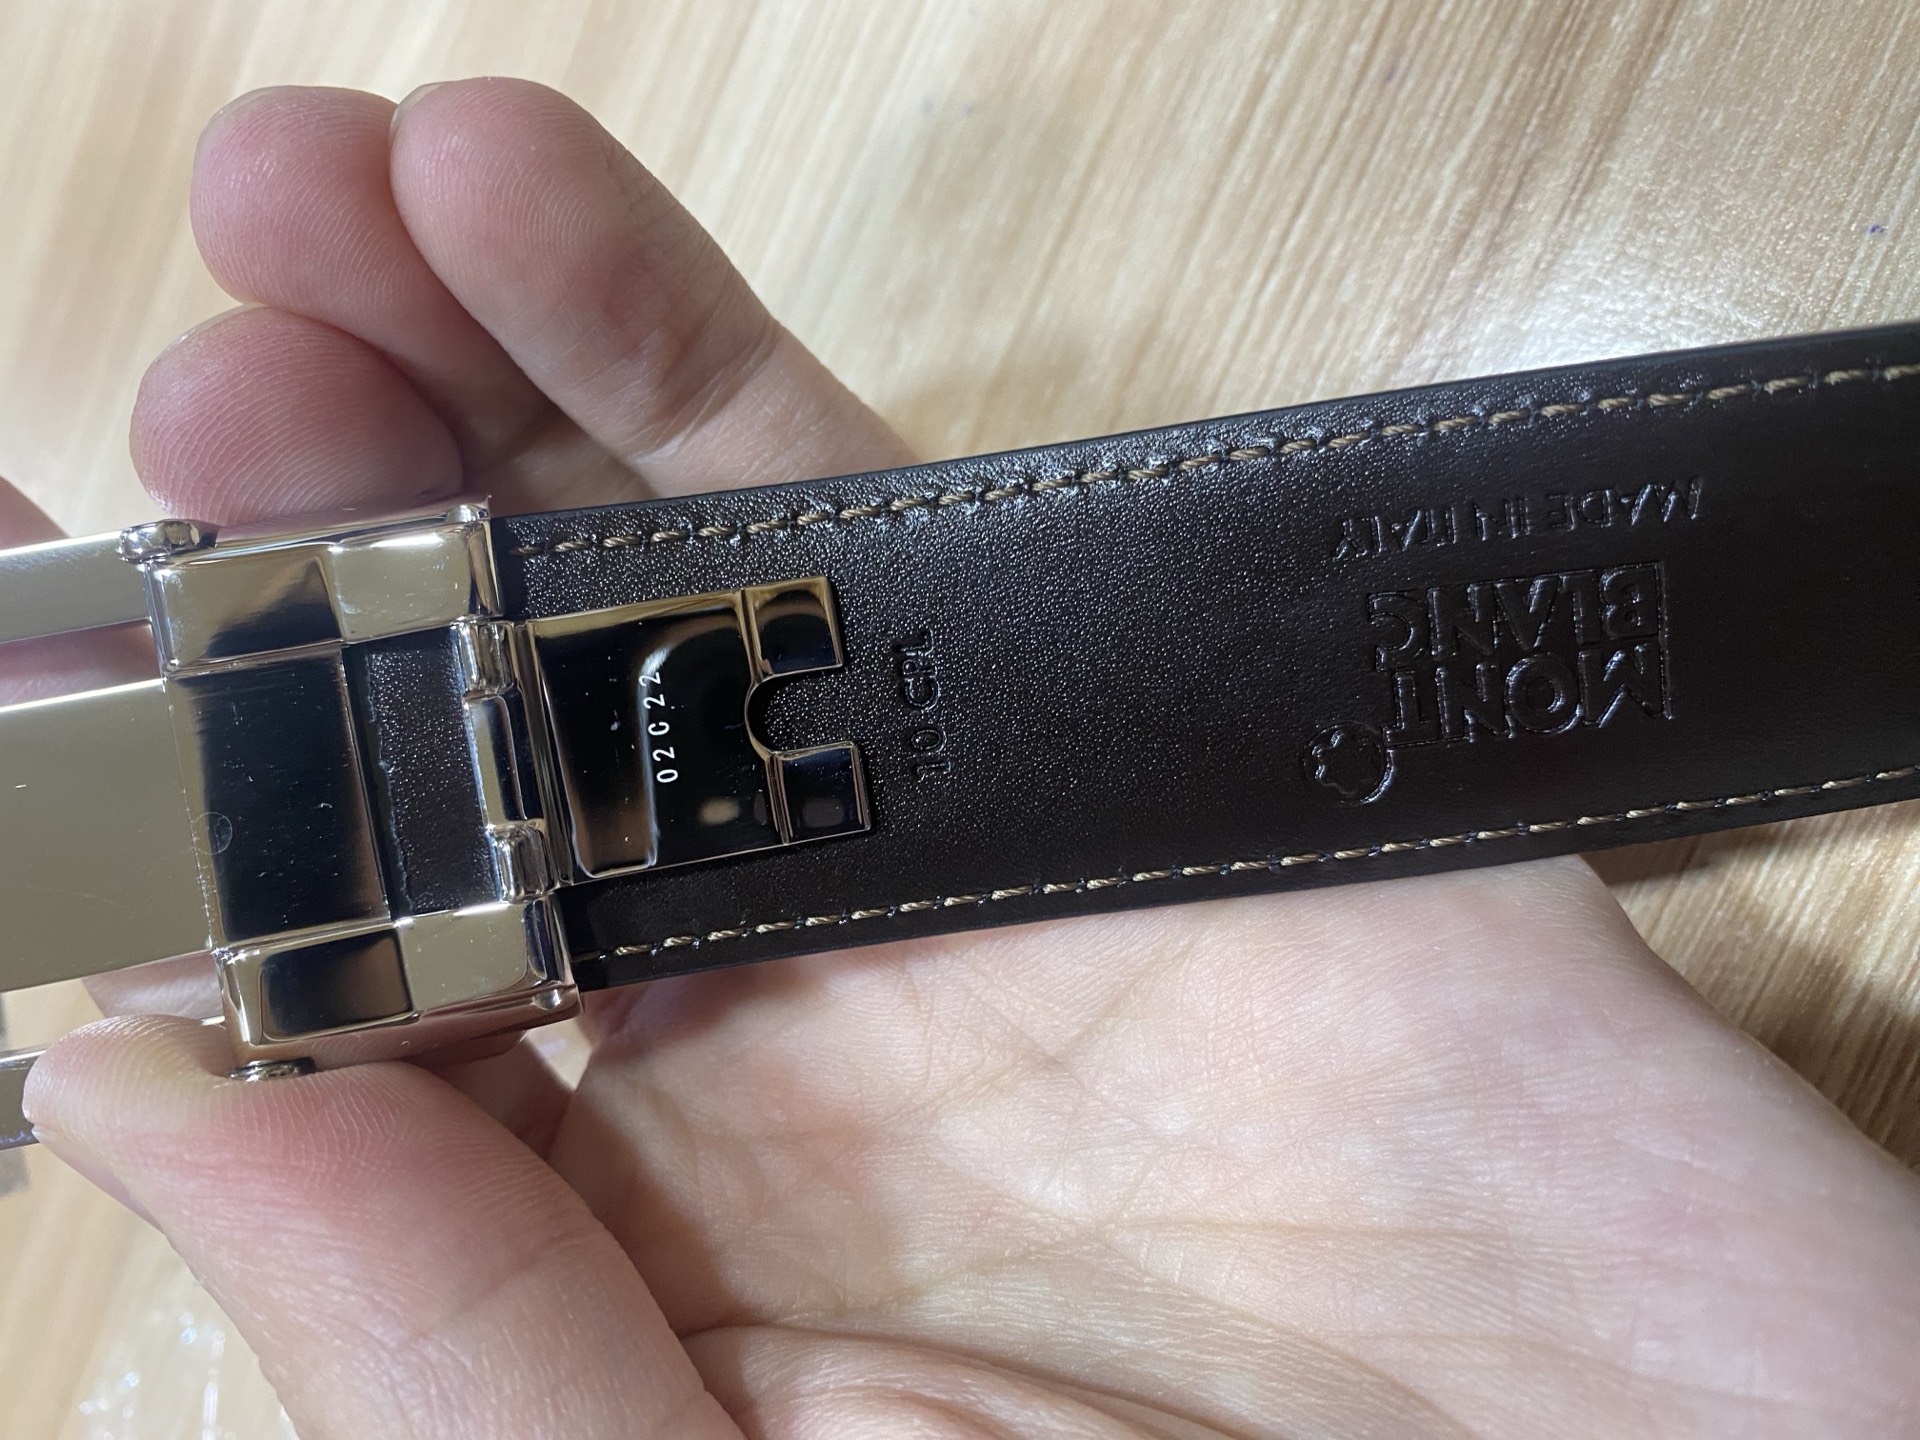 MONT
BLANC
MADE IN ITALY
10 CPL
02C22